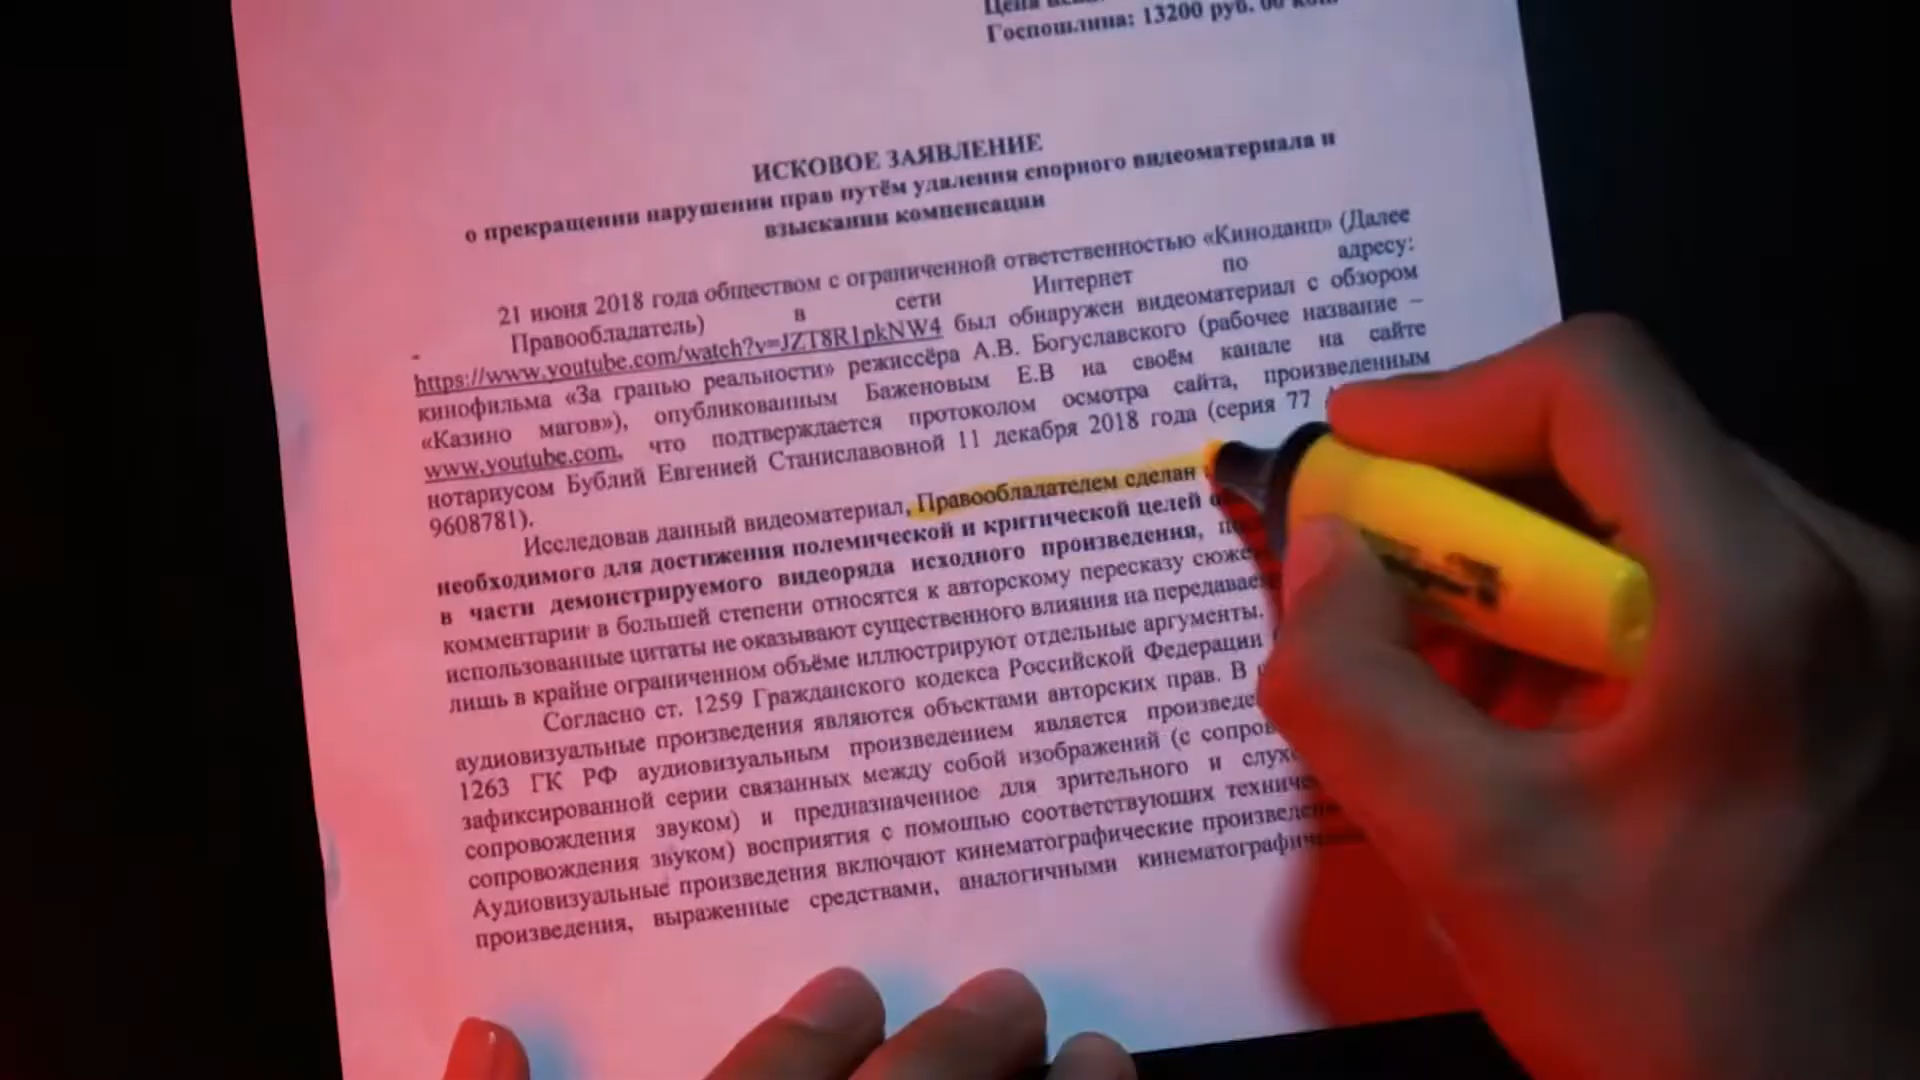 Госпошлина: 13200 руб. 00
ИСКОВОЕ ЗАЯВЛЕНИЕ
о прекращении нарушении прав путём удаления спорного видеоматериала и
взыскании компенсации
21 июня 2018 года обществом с ограниченной ответственностью «Кинoданц» (Далее
Правообладатель) в сети Интернет по адресу:
https://www.youtube.com/watch?v=JZT8R1pkNW4 был обнаружен видеоматериал с обзором
кинофильма «За гранью реальности» режиссёра А.В. Богуславского (рабочее название –
«Казино магов»), опубликованным Баженовым Е.В на своём канале на сайте
www.youtube.com, что подтверждается протоколом осмотра сайта, произведенным
нотариусом Бублий Евгенией Станиславовной 11 декабря 2018 года (серия 77
9608781).
Исследовав данный видеоматериал, Правообладателем сделан
необходимого для достижения полемической и критической целей
в части демонстрируемого видеоряда исходного произведения,
комментарии в большей степени относятся к авторскому пересказу
использованные цитаты не оказывают существенного влияния на
лишь в крайне ограниченном объёме иллюстрируют отдельные аргументы.
Согласно ст. 1259 Гражданского кодекса Российской Федерации
аудиовизуальные произведения являются объектами авторских прав. В
1263 ГК РФ аудиовизуальным произведением является
зафиксированной серии связанных между собой изображений (с
сопровождения звуком) и предназначенное для зрительного и
сопровождения звуком) восприятия с помощью соответствующих
Аудиовизуальные произведения включают кинематографические
произведения, выраженные средствами, аналогичными